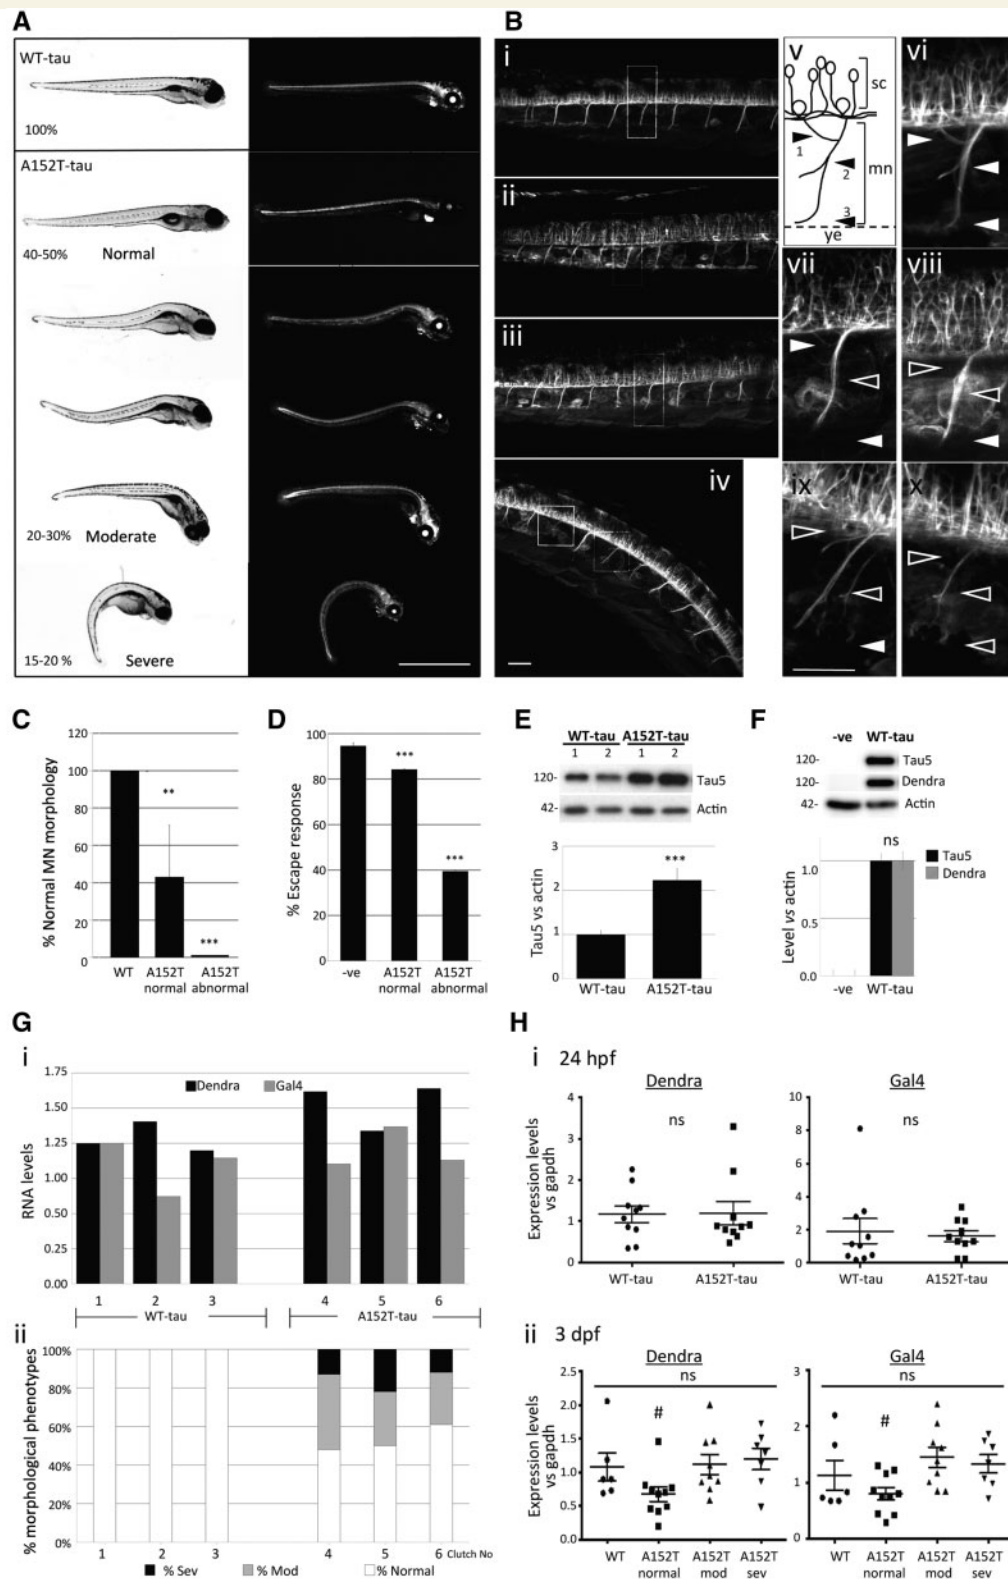 A
WT-tau
100%
A152T-tau
40-50%
Normal
20-30%
Moderate
15-20 %
Severe
B
i
ii
iii
iv
v
sc
1
2
mn
3
ye
vi
vii
viii
ix
x
C
% Normal MN morphology
120
100
80
60
40
20
0
**
***
WT
A152T normal
A152T abnormal
D
% Escape response
100
80
60
40
20
0
***
***
-ve
A152T normal
A152T abnormal
E
WT-tau A152T-tau
1 2 1 2
120- Tau5
42- Actin
Tau5 vs actin
3
2
1
0
***
WT-tau
A152T-tau
F
-ve WT-tau
120- Tau5
120- Dendra
42- Actin
ns
Tau5
Dendra
Level vs actin
1.0
0.5
0.0
-ve WT-tau
G
i
RNA levels
1.75
1.50
1.25
1.00
0.75
0.50
0.25
0.00
Dendra Gal4
1 2 3 4 5 6
WT-tau A152T-tau
ii
% morphological phenotypes
100%
80%
60%
40%
20%
0%
1 2 3 4 5 6 Clutch No
% Sev % Mod % Normal
H
i 24 hpf
Dendra
ns
Expression levels vs gapdh
4
3
2
1
0
WT-tau A152T-tau
Gal4
ns
10
8
6
4
2
0
WT-tau A152T-tau
ii 3 dpf
Dendra
ns
#
Expression levels vs gapdh
2.5
2.0
1.5
1.0
0.5
0.0
WT A152T normal A152T mod A152T sev
Gal4
ns
#
3
2
1
0
WT A152T normal A152T mod A152T sev